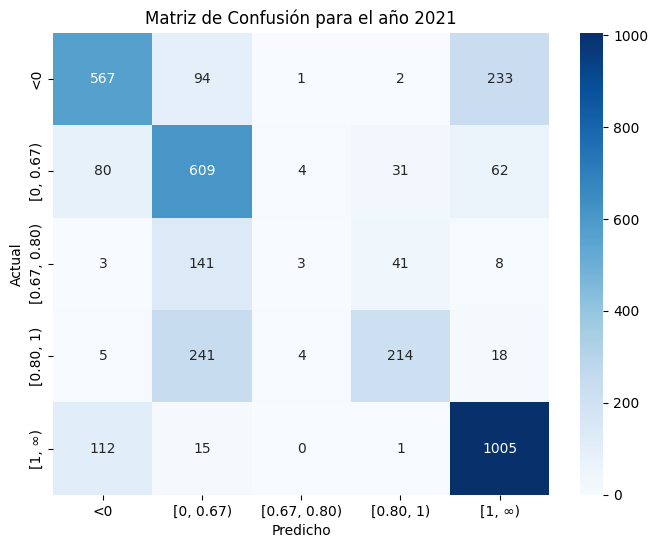 Matriz de Confusión para el año 2021
Actual
<0 567 94 1 2 233
[0, 0.67) 80 609 4 31 62
[0.67, 0.80) 3 141 3 41 8
[0.80, 1) 5 241 4 214 18
[1, ∞) 112 15 0 1 1005
<0 [0, 0.67) [0.67, 0.80) [0.80, 1) [1, ∞)
Predicho
1000
800
600
400
200
0